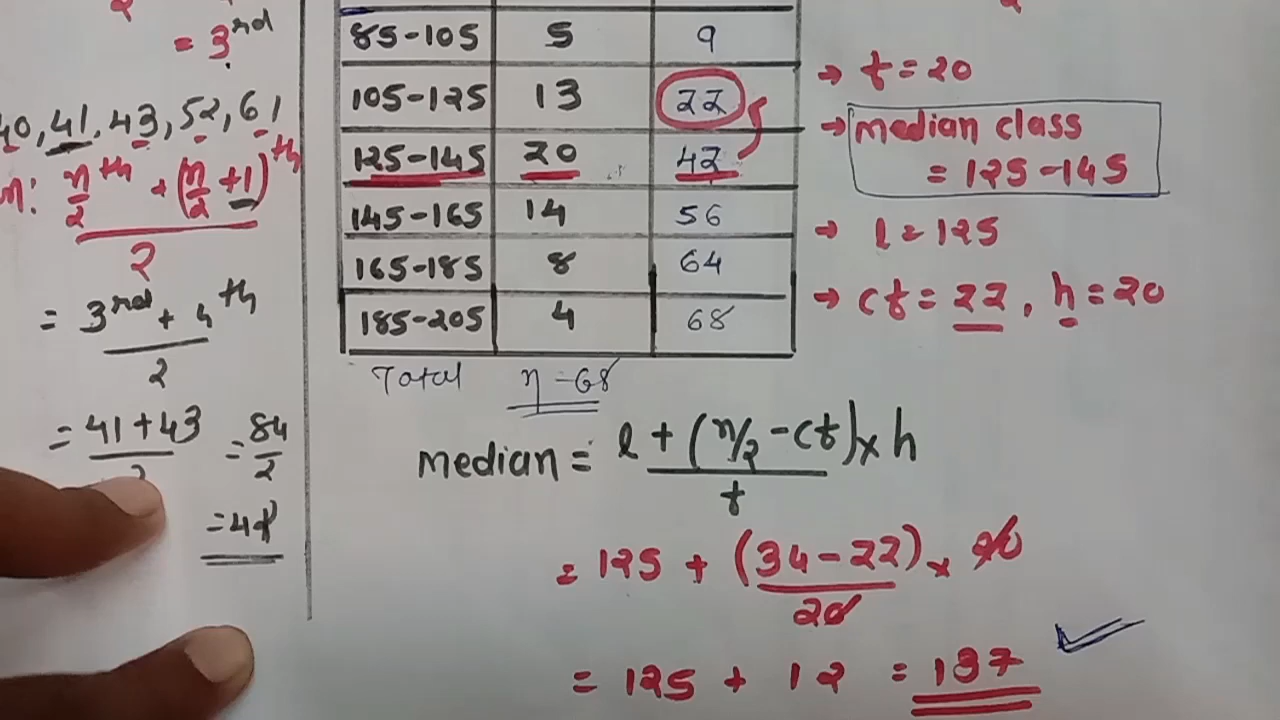 = 3rd
40, 41, 43, 52, 61
n: n/2 th + (n/2 + 1)th
2
= 3rd + 4th
2
= 41 + 43 = 84
2
=
85-105 5 9
105-125 13 22
125-145 20 42
145-165 14 56
165-185 8 64
185-205 4 68
Total n = 68
→ f = 20
→ median class
= 125-145
→ l = 125
→ cf = 22, h = 20
median = l + (n/2 - cf) x h
f
= 125 + (34 - 22) x 20
20
= 125 + 12 = 137